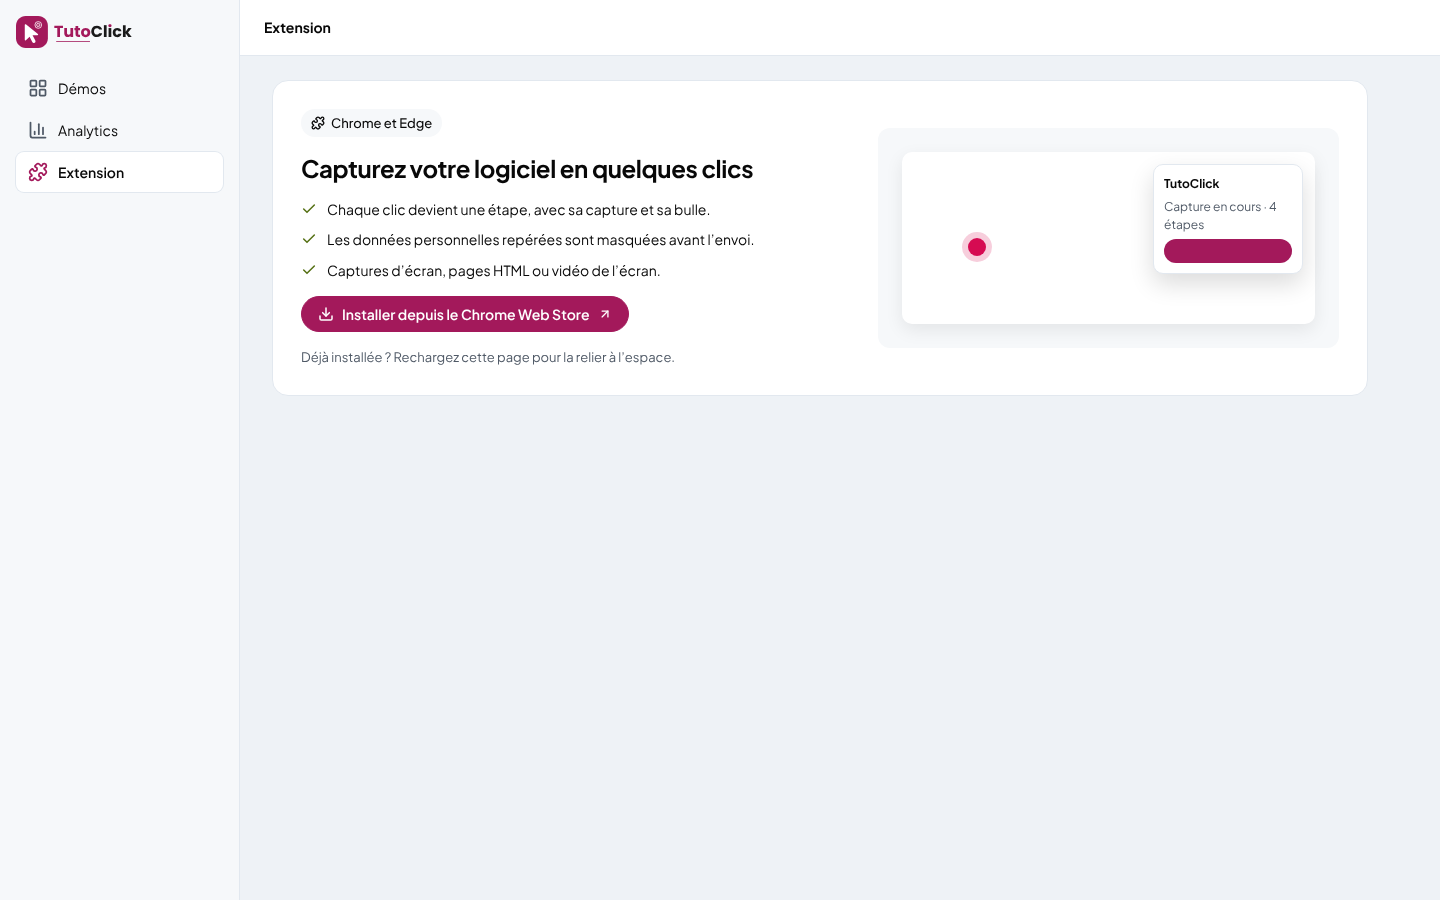 TutoClick
Démos
Analytics
Extension
Extension
Chrome et Edge
Capturez votre logiciel en quelques clics
Chaque clic devient une étape, avec sa capture et sa bulle.
Les données personnelles repérées sont masquées avant l’envoi.
Captures d’écran, pages HTML ou vidéo de l’écran.
Installer depuis le Chrome Web Store
Déjà installée ? Rechargez cette page pour la relier à l’espace.
TutoClick
Capture en cours · 4
étapes